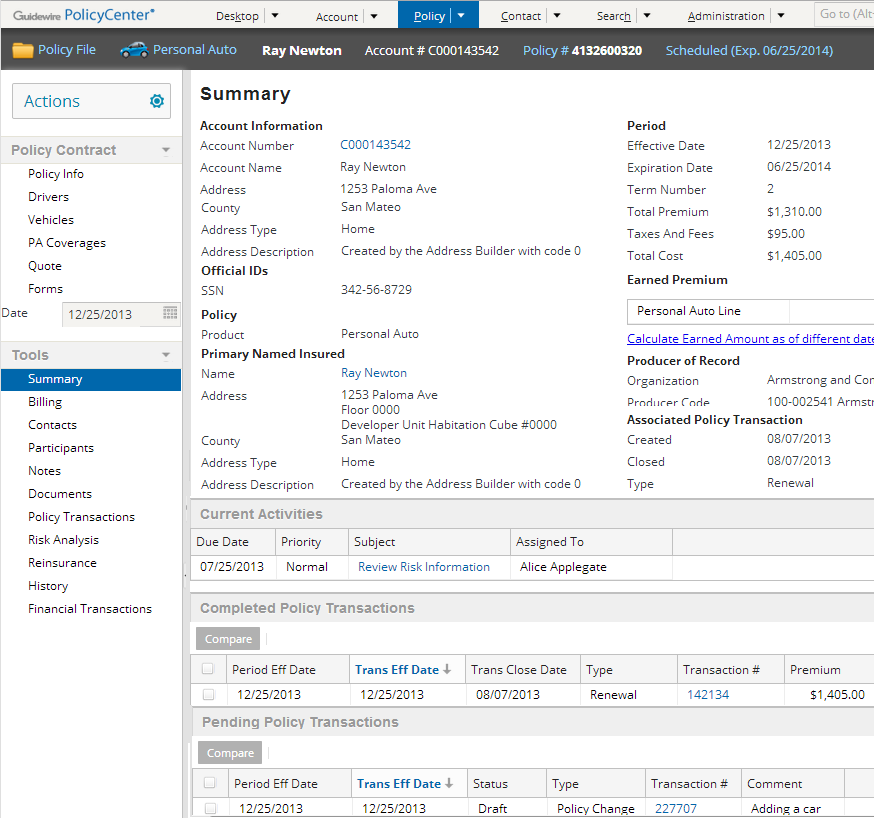 Guidewire PolicyCenter® Desktop Account Policy Contact Search Administration Go to (Alt
Policy File Personal Auto Ray Newton Account # C000143542 Policy # 4132600320 Scheduled (Exp. 06/25/2014)
Actions
Policy Contract
Policy Info
Drivers
Vehicles
PA Coverages
Quote
Forms
Date 12/25/2013
Tools
Summary
Billing
Contacts
Participants
Notes
Documents
Policy Transactions
Risk Analysis
Reinsurance
History
Financial Transactions
Summary
Account Information
Account Number C000143542
Account Name Ray Newton
Address 1253 Paloma Ave
County San Mateo
Address Type Home
Address Description Created by the Address Builder with code 0
Official IDs
SSN 342-56-8729
Policy
Product Personal Auto
Primary Named Insured
Name Ray Newton
Address 1253 Paloma Ave
Floor 0000
Developer Unit Habitation Cube #0000
County San Mateo
Address Type Home
Address Description Created by the Address Builder with code 0
Period
Effective Date 12/25/2013
Expiration Date 06/25/2014
Term Number 2
Total Premium $1,310.00
Taxes And Fees $95.00
Total Cost $1,405.00
Earned Premium
Personal Auto Line
Calculate Earned Amount as of different date
Producer of Record
Organization Armstrong and Cor
Producer Code 100-002541 Armstr
Associated Policy Transaction
Created 08/07/2013
Closed 08/07/2013
Type Renewal
Current Activities
Due Date Priority Subject Assigned To
07/25/2013 Normal Review Risk Information Alice Applegate
Completed Policy Transactions
Compare
Period Eff Date Trans Eff Date ↓ Trans Close Date Type Transaction # Premium
12/25/2013 12/25/2013 08/07/2013 Renewal 142134 $1,405.00
Pending Policy Transactions
Compare
Period Eff Date Trans Eff Date ↓ Status Type Transaction # Comment
12/25/2013 12/25/2013 Draft Policy Change 227707 Adding a car